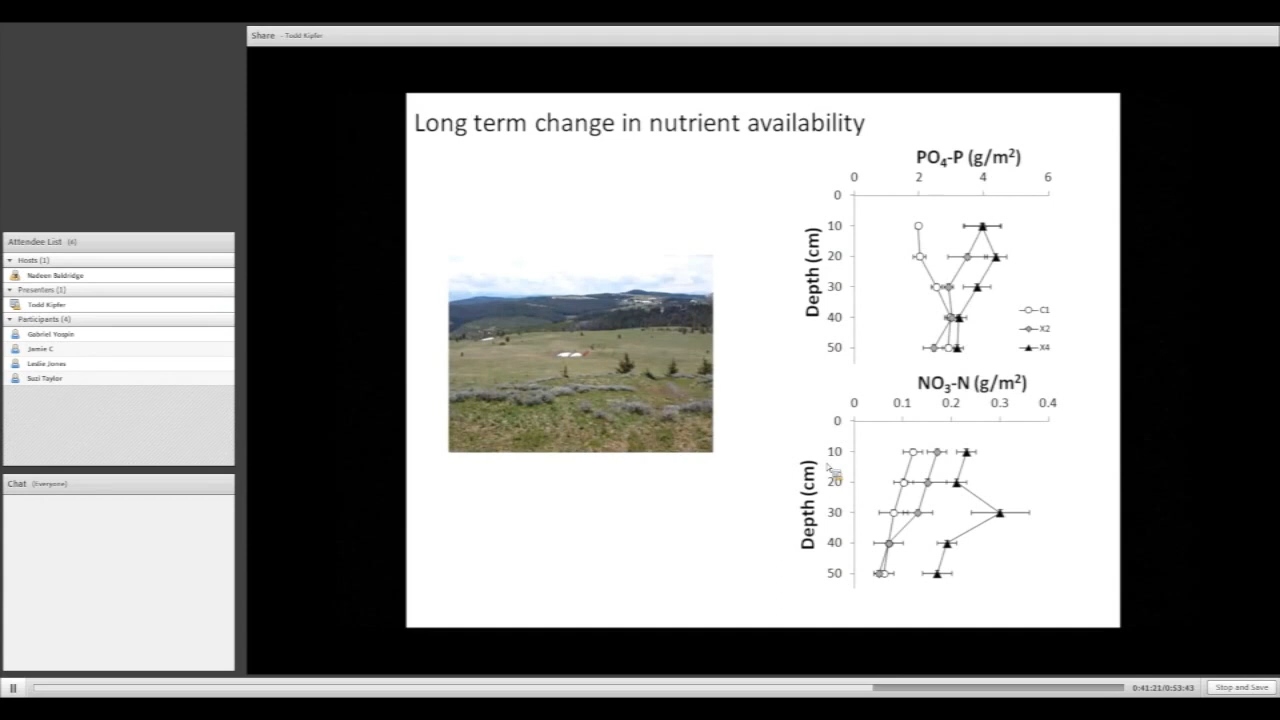 Share - Todd Kipfer
Attendee List (6)
Hosts (1)
Nadeen Baldridge
Presenters (1)
Todd Kipfer
Participants (4)
Gabriel Yospin
Jamie C
Leslie Jones
Suzi Taylor
Chat (Everyone)
Long term change in nutrient availability
PO4-P (g/m2)
0 2 4 6
Depth (cm)
0
10
20
30
40
50
C1
X2
X4
NO3-N (g/m2)
0 0.1 0.2 0.3 0.4
Depth (cm)
0
10
20
30
40
50
0:41:21/0:53:43
Stop and Save